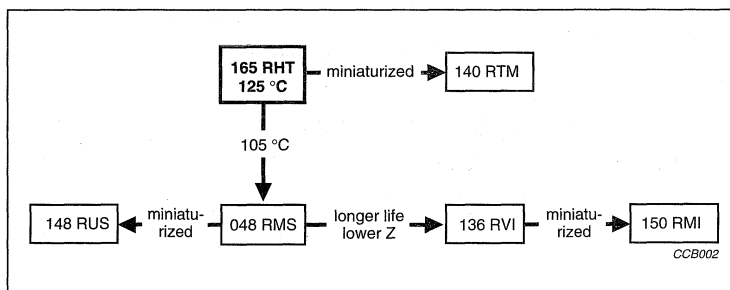 165 RHT
125 °C
miniaturized
140 RTM
105 °C
148 RUS
miniatu-
rized
048 RMS
longer life
lower Z
136 RVI
miniatu-
rized
150 RMI
CCB002